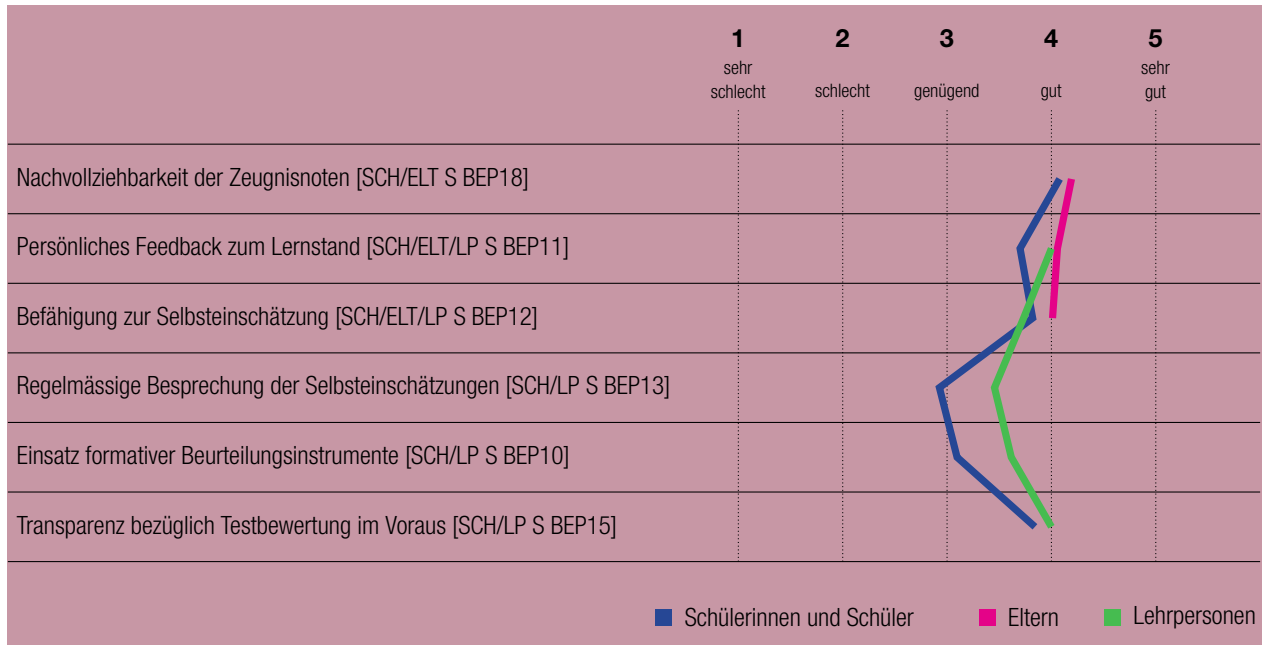 1 2 3 4 5
sehr schlecht schlecht genügend gut sehr gut
Nachvollziehbarkeit der Zeugnisnoten [SCH/ELT S BEP18]
Persönliches Feedback zum Lernstand [SCH/ELT/LP S BEP11]
Befähigung zur Selbsteinschätzung [SCH/ELT/LP S BEP12]
Regelmässige Besprechung der Selbsteinschätzungen [SCH/LP S BEP13]
Einsatz formativer Beurteilungsinstrumente [SCH/LP S BEP10]
Transparenz bezüglich Testbewertung im Voraus [SCH/LP S BEP15]
Schülerinnen und Schüler Eltern Lehrpersonen